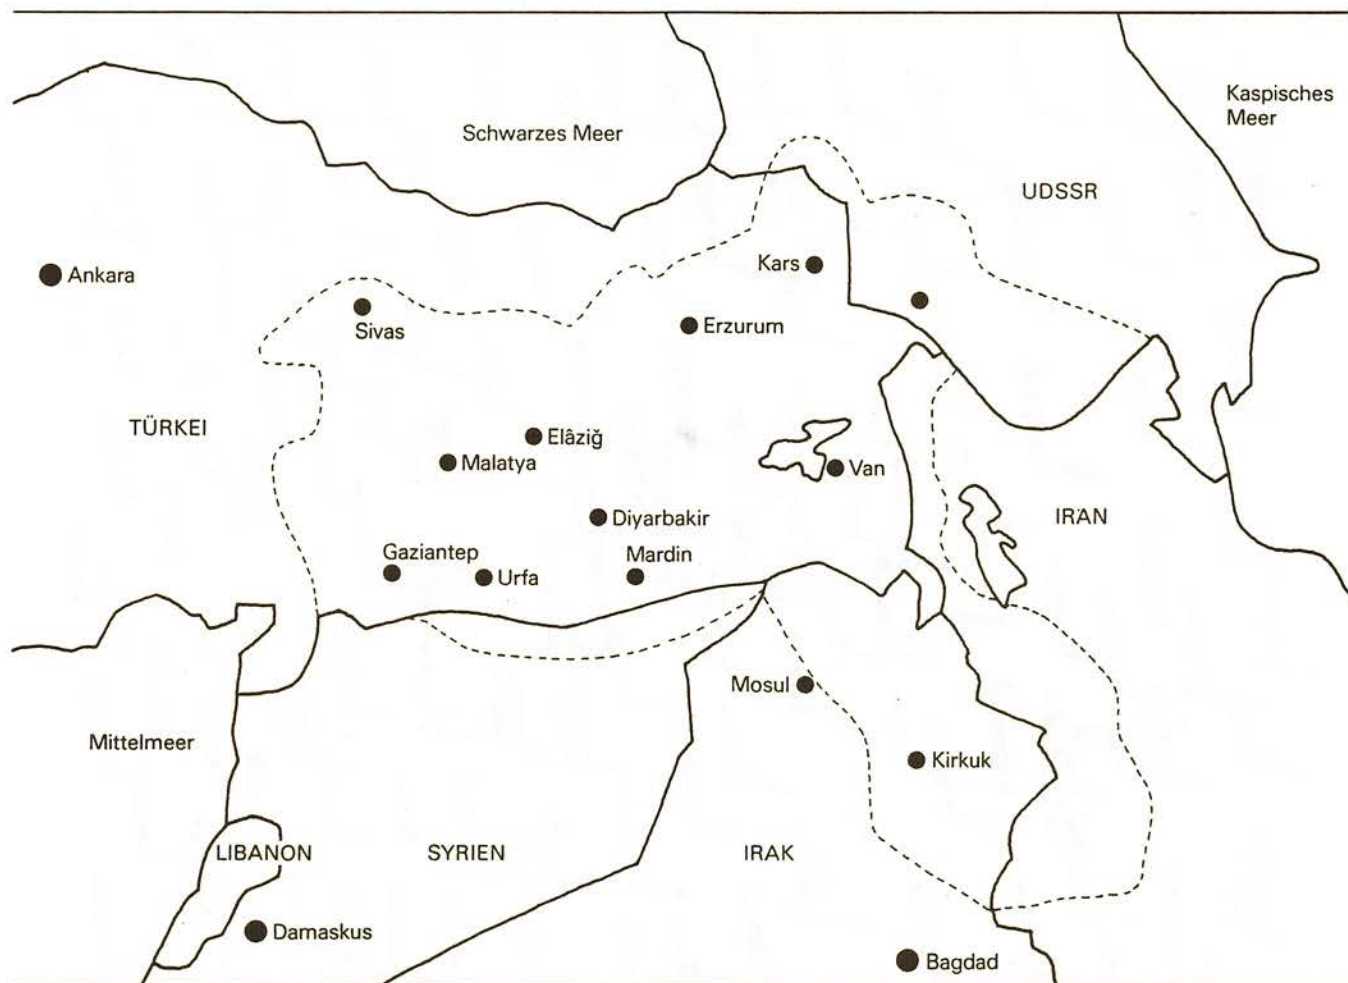 Kaspisches
Meer
Schwarzes Meer
UDSSR
Kars
Ankara
Sivas
Erzurum
TÜRKEI
Elâziğ
Malatya
Van
Diyarbakir
IRAN
Gaziantep
Mardin
Urfa
Mosul
Mittelmeer
Kirkuk
LIBANON
SYRIEN
IRAK
Damaskus
Bagdad